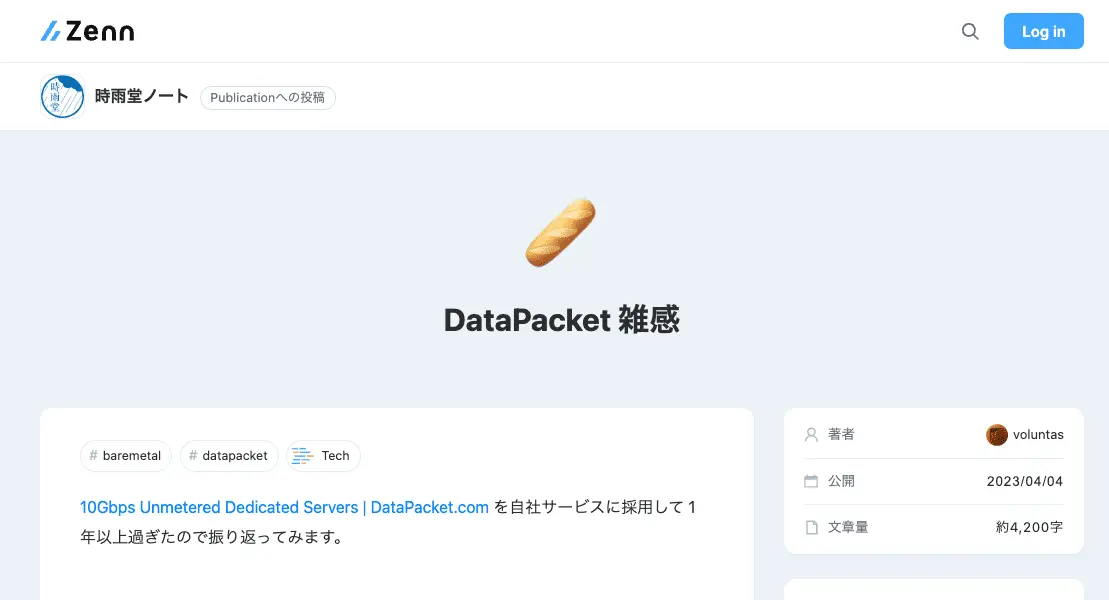 Zenn
Log in
時雨堂
時雨堂ノート
Publicationへの投稿
DataPacket 雑感
# baremetal
# datapacket
Tech
10Gbps Unmetered Dedicated Servers | DataPacket.com を自社サービスに採用して 1
年以上過ぎたので振り返ってみます。
著者
voluntas
公開
2023/04/04
文章量
約4,200字